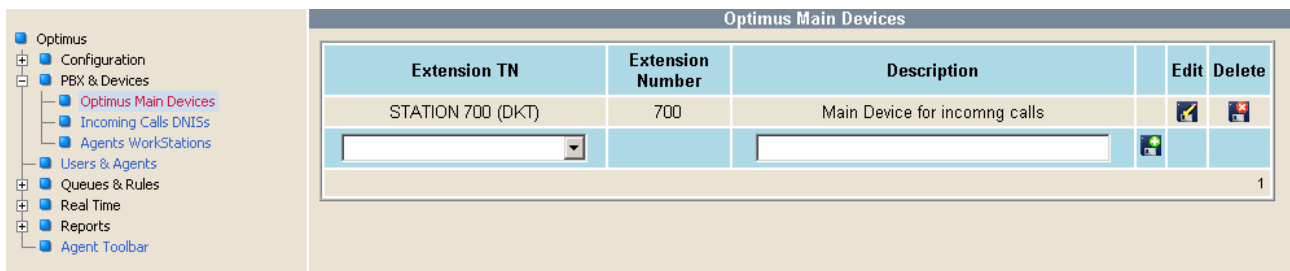 Optimus Main Devices
Optimus
Configuration
PBX & Devices
Optimus Main Devices
Incoming Calls DNISs
Agents WorkStations
Users & Agents
Queues & Rules
Real Time
Reports
Agent Toolbar
Extension TN
Extension Number
Description
Edit
Delete
STATION 700 (DKT)
700
Main Device for incomng calls
1